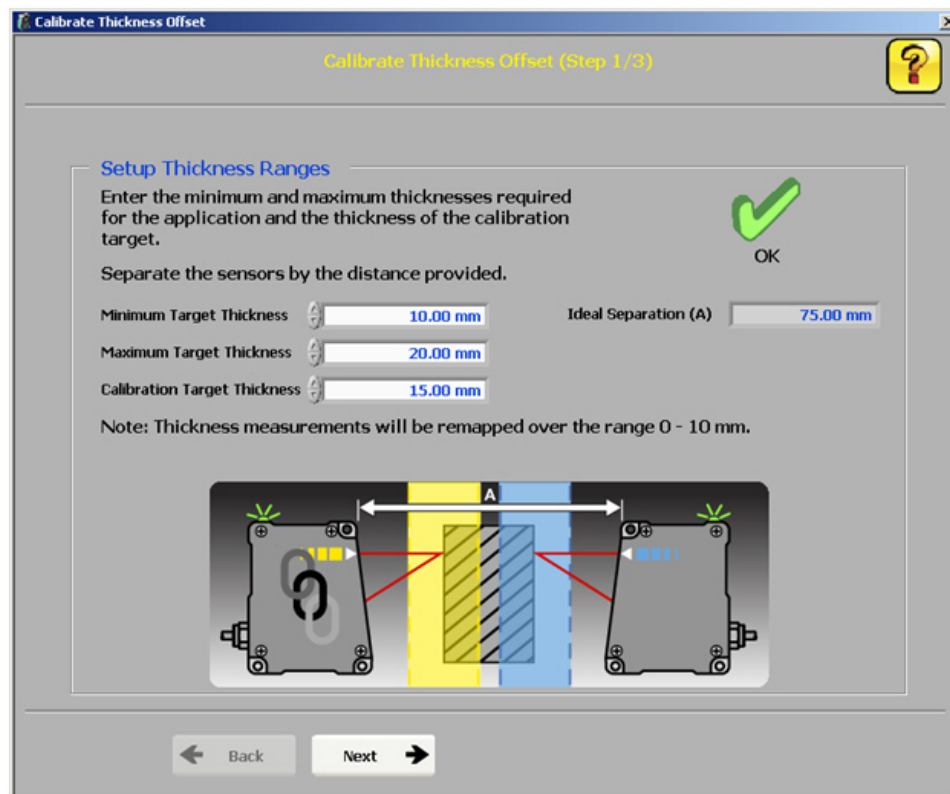 Calibrate Thickness Offset
Calibrate Thickness Offset (Step 1/3)
Setup Thickness Ranges
Enter the minimum and maximum thicknesses required
for the application and the thickness of the calibration
target.
OK
Separate the sensors by the distance provided.
Minimum Target Thickness 10.00 mm Ideal Separation (A) 75.00 mm
Maximum Target Thickness 20.00 mm
Calibration Target Thickness 15.00 mm
Note: Thickness measurements will be remapped over the range 0 - 10 mm.
A
Back Next